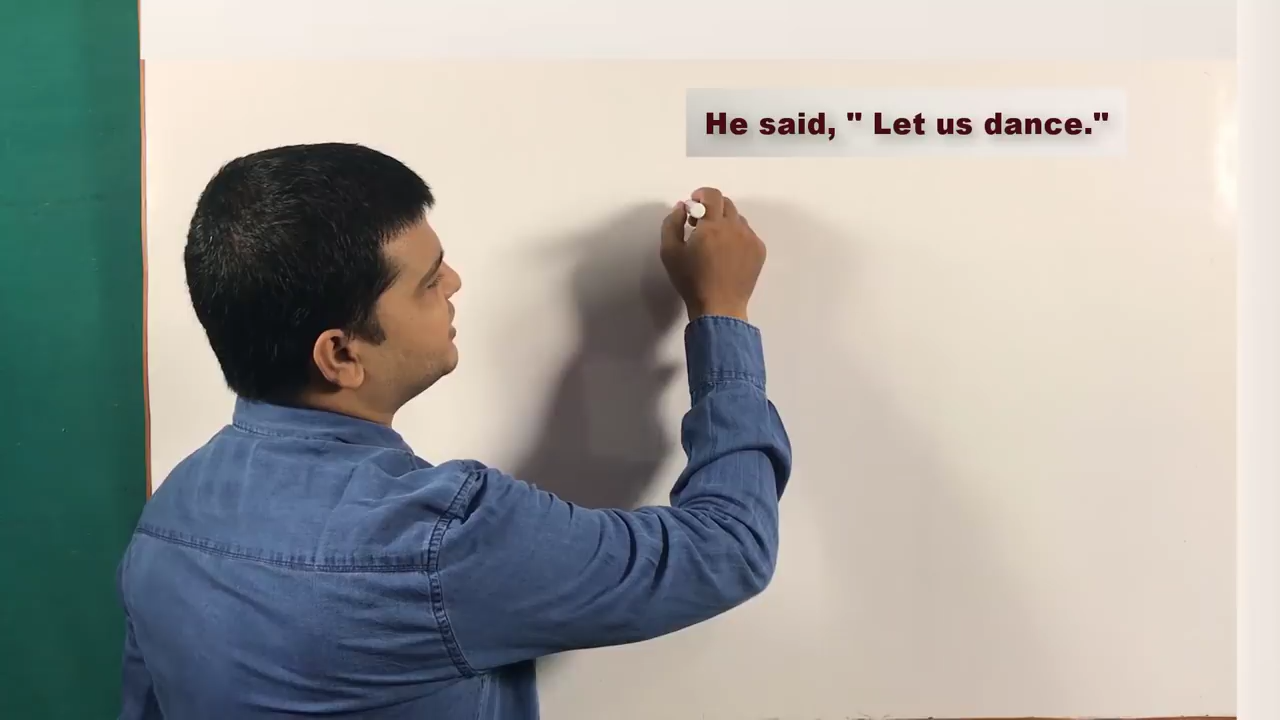 He said, " Let us dance."